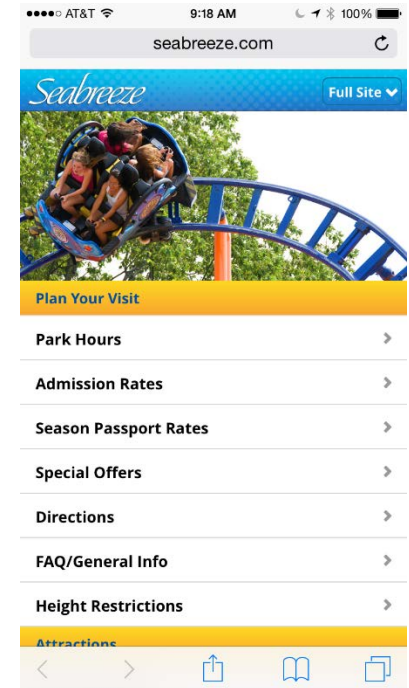 AT&T 9:18 AM 100%
seabreeze.com
Seabreeze Full Site
Plan Your Visit
Park Hours
Admission Rates
Season Passport Rates
Special Offers
Directions
FAQ/General Info
Height Restrictions
Attractions